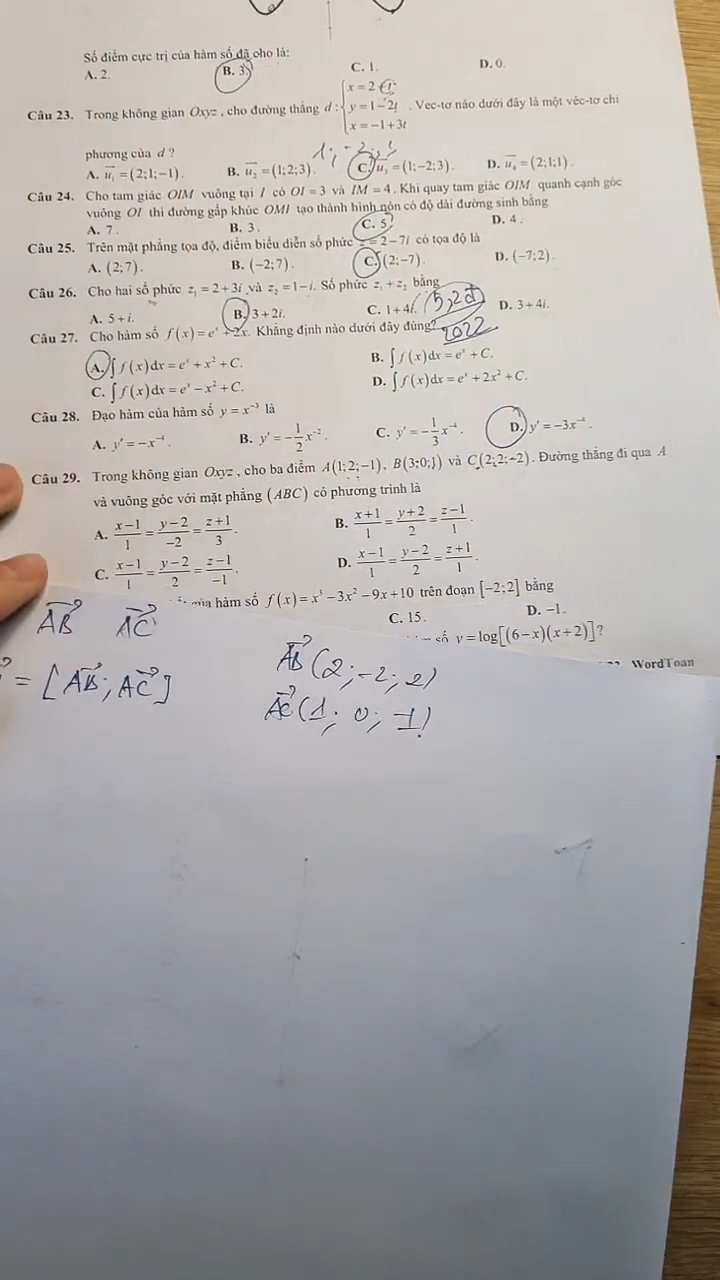 Số điểm cực trị của hàm số đã cho là:
A. 2. B. 3. C. 1. D. 0.
Câu 23. Trong không gian Oxyz, cho đường thẳng d: { x = 2 + t; y = 1 − 2t; x = −1 + 3t. Vec-tơ nào dưới đây là một véc-tơ chỉ
phương của d ?
1; -2; 3
A. u₁ = (2;1;−1). B. u₂ = (1;2;3). C. u₃ = (1;−2;3). D. u₄ = (2;1;1).
Câu 24. Cho tam giác OIM vuông tại I có OI = 3 và IM = 4. Khi quay tam giác OIM quanh cạnh góc
vuông OI thì đường gấp khúc OMI tạo thành hình nón có độ dài đường sinh bằng
A. 7. B. 3. C. 5. D. 4.
Câu 25. Trên mặt phẳng tọa độ, điểm biểu diễn số phức z = 2 − 7i có tọa độ là
A. (2;7). B. (−2;7). C. (2;−7). D. (−7;2).
Câu 26. Cho hai số phức z₁ = 2 + 3i và z₂ = 1 − i. Số phức z₁ + z₂ bằng
A. 5 + i. B. 3 + 2i. C. 1 + 4i. D. 3 + 4i.
Câu 27. Cho hàm số f(x) = eˣ + 2x. Khẳng định nào dưới đây đúng?
2022
A. ∫ f(x)dx = eˣ + x² + C. B. ∫ f(x)dx = eˣ + C.
C. ∫ f(x)dx = eˣ − x² + C. D. ∫ f(x)dx = eˣ + 2x² + C.
Câu 28. Đạo hàm của hàm số y = x⁻³ là
A. y' = −x⁻⁴. B. y' = −1/2 x⁻². C. y' = −1/3 x⁻⁴. D. y' = −3x⁻⁴.
Câu 29. Trong không gian Oxyz, cho ba điểm A(1;2;−1), B(3;0;1) và C(2;2;−2). Đường thẳng đi qua A
và vuông góc với mặt phẳng (ABC) có phương trình là
A. (x−1)/1 = (y−2)/−2 = (z+1)/3. B. (x+1)/1 = (y+2)/2 = (z−1)/1.
C. (x−1)/1 = (y−2)/2 = (z−1)/−1. D. (x−1)/1 = (y−2)/2 = (z+1)/1.
của hàm số f(x) = x³ − 3x² − 9x + 10 trên đoạn [−2;2] bằng
C. 15. D. −1.
số y = log[(6−x)(x+2)]?
WordToan
AB AC
= [AB; AC]
AB (2; -2; 2)
AC (1; 0; -1)